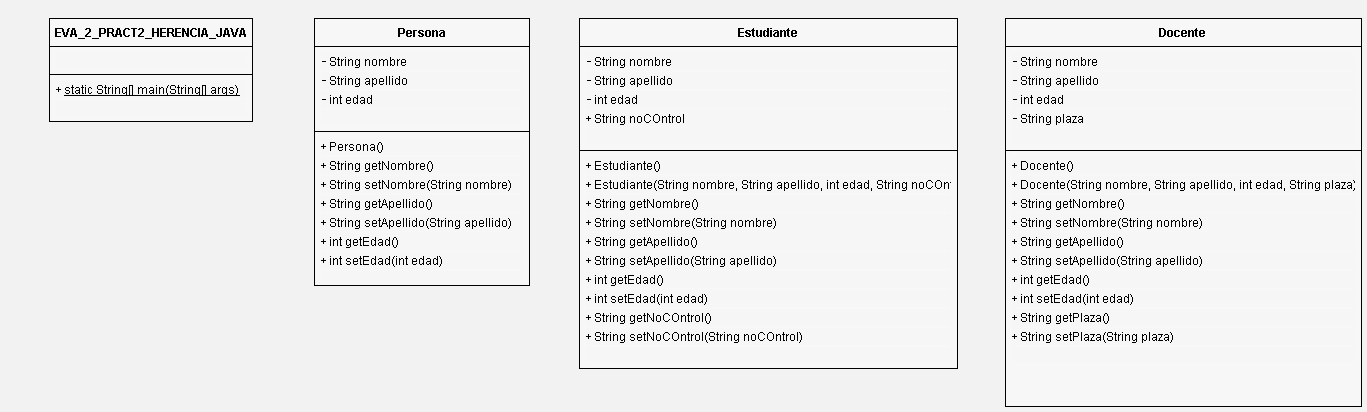 EVA_2_PRACT2_HERENCIA_JAVA
+ static String[] main(String[] args)
Persona
- String nombre
- String apellido
- int edad
+ Persona()
+ String getNombre()
+ String setNombre(String nombre)
+ String getApellido()
+ String setApellido(String apellido)
+ int getEdad()
+ int setEdad(int edad)
Estudiante
- String nombre
- String apellido
- int edad
+ String noCOntrol
+ Estudiante()
+ Estudiante(String nombre, String apellido, int edad, String noCOnt
+ String getNombre()
+ String setNombre(String nombre)
+ String getApellido()
+ String setApellido(String apellido)
+ int getEdad()
+ int setEdad(int edad)
+ String getNoCOntrol()
+ String setNoCOntrol(String noCOntrol)
Docente
- String nombre
- String apellido
- int edad
- String plaza
+ Docente()
+ Docente(String nombre, String apellido, int edad, String plaza)
+ String getNombre()
+ String setNombre(String nombre)
+ String getApellido()
+ String setApellido(String apellido)
+ int getEdad()
+ int setEdad(int edad)
+ String getPlaza()
+ String setPlaza(String plaza)